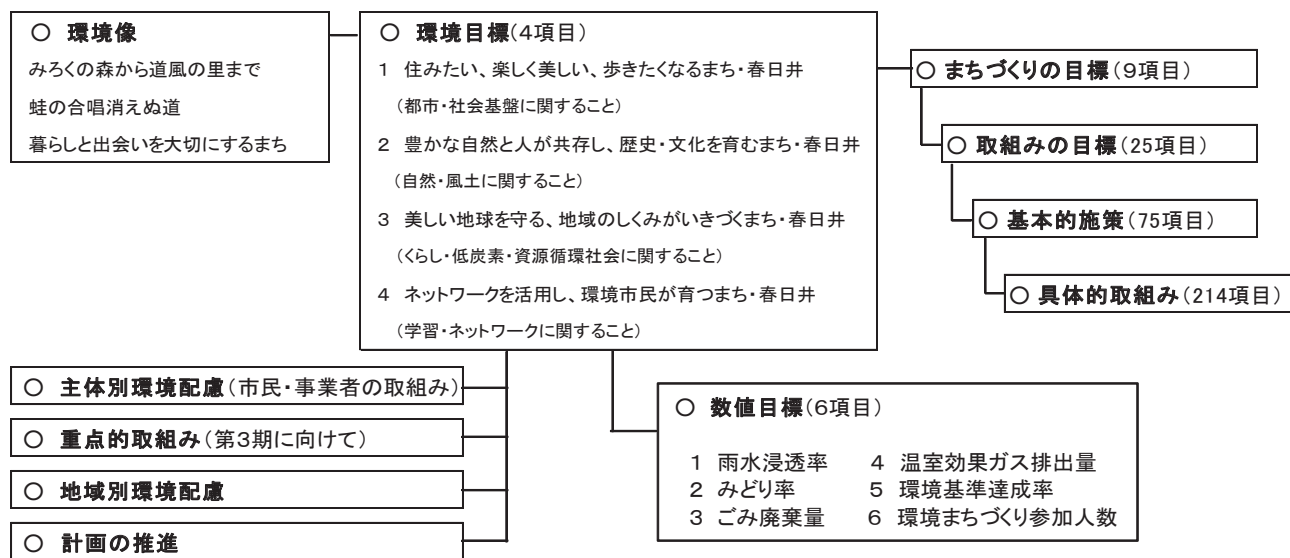 ○ 環境像
みろくの森から道風の里まで
蛙の合唱消えぬ道
暮らしと出会いを大切にするまち
○ 環境目標(4項目)
1 住みたい、楽しく美しい、歩きたくなるまち・春日井
(都市・社会基盤に関すること)
2 豊かな自然と人が共存し、歴史・文化を育むまち・春日井
(自然・風土に関すること)
3 美しい地球を守る、地域のしくみがいきづくまち・春日井
(くらし・低炭素・資源循環社会に関すること)
4 ネットワークを活用し、環境市民が育つまち・春日井
(学習・ネットワークに関すること)
○ まちづくりの目標(9項目)
○ 取組みの目標(25項目)
○ 基本的施策(75項目)
○ 具体的取組み(214項目)
○ 主体別環境配慮(市民・事業者の取組み)
○ 重点的取組み(第3期に向けて)
○ 地域別環境配慮
○ 計画の推進
○ 数値目標(6項目)
1 雨水浸透率
2 みどり率
3 ごみ廃棄量
4 温室効果ガス排出量
5 環境基準達成率
6 環境まちづくり参加人数